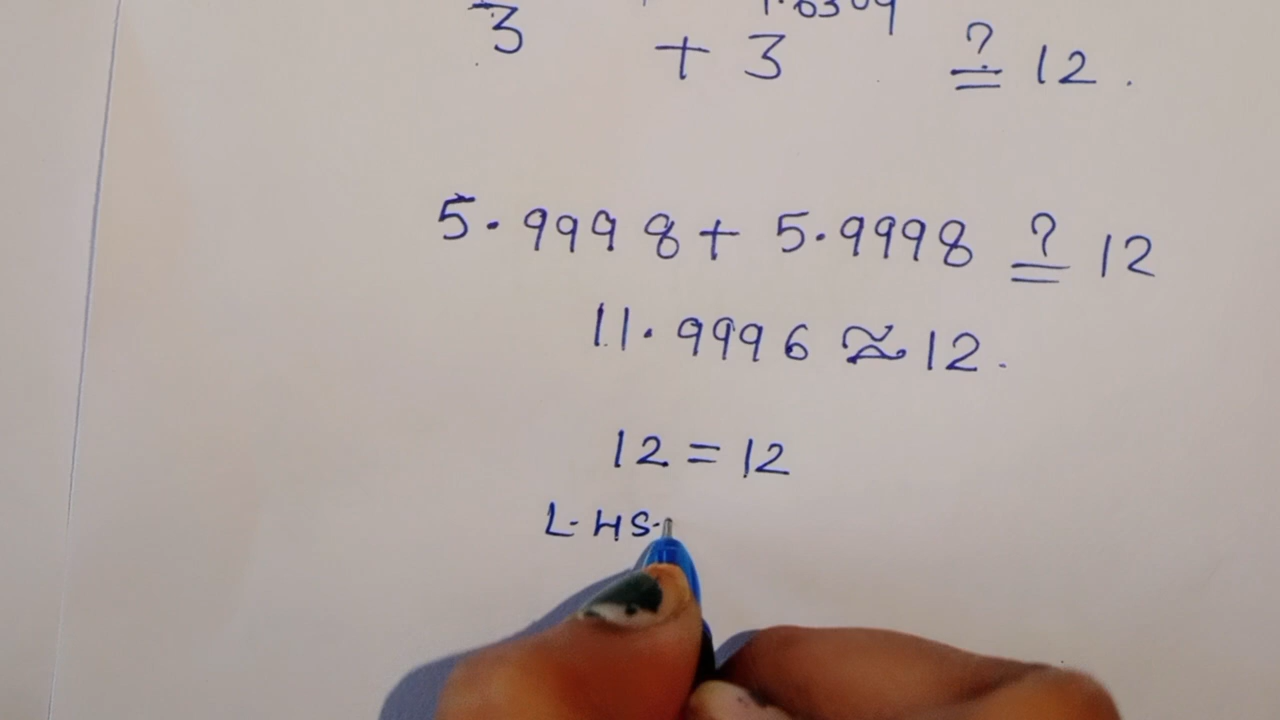 3 + 3 ≟ 12.
5.9998 + 5.9998 ≟ 12
11.9996 ≈ 12.
12 = 12
L.HS.